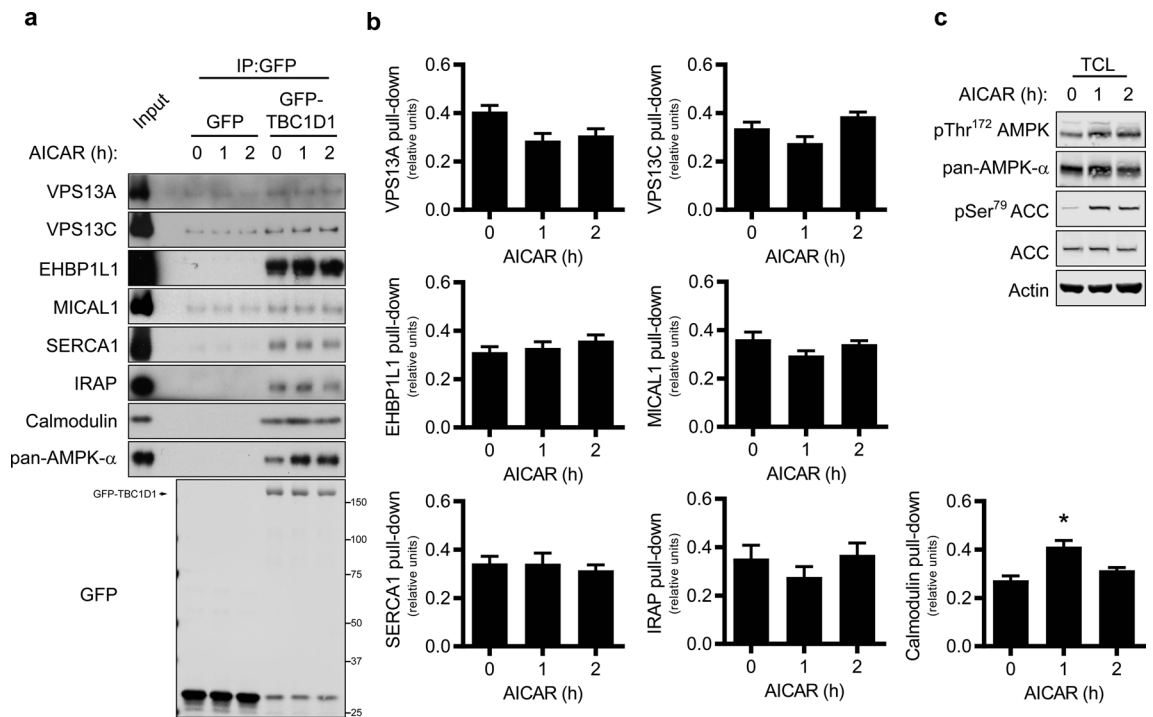 a
IP:GFP
Input
GFP
GFP-
TBC1D1
AICAR (h):
0 1 2 0 1 2
VPS13A
VPS13C
EHBP1L1
MICAL1
SERCA1
IRAP
Calmodulin
pan-AMPK-α
GFP-TBC1D1
GFP
150
100
75
50
37
25
b
VPS13A pull-down
(relative units)
0.6
0.4
0.2
0.0
0 1 2
AICAR (h)
VPS13C pull-down
(relative units)
0.6
0.4
0.2
0.0
0 1 2
AICAR (h)
EHBP1L1 pull-down
(relative units)
0.6
0.4
0.2
0.0
0 1 2
AICAR (h)
MICAL1 pull-down
(relative units)
0.6
0.4
0.2
0.0
0 1 2
AICAR (h)
SERCA1 pull-down
(relative units)
0.6
0.4
0.2
0.0
0 1 2
AICAR (h)
IRAP pull-down
(relative units)
0.6
0.4
0.2
0.0
0 1 2
AICAR (h)
Calmodulin pull-down
(relative units)
0.6
0.4
0.2
0.0
*
0 1 2
AICAR (h)
c
TCL
AICAR (h): 0 1 2
pThr¹⁷² AMPK
pan-AMPK-α
pSer⁷⁹ ACC
ACC
Actin